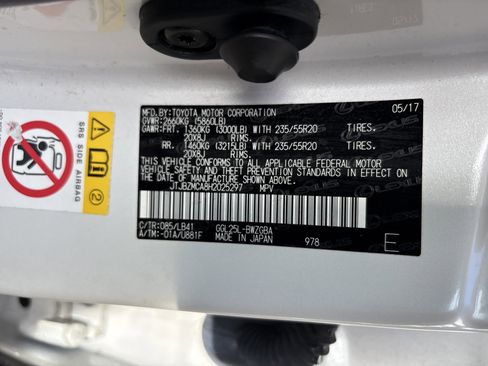 MFD. BY: TOYOTA MOTOR CORPORATION 05/17
GVWR: 2660KG (5860LB)
GAWR: FRT. 1360KG (3000LB) WITH 235/55R20 TIRES.
20X8J RIMS.
RR. 1460KG (3215LB) WITH 235/55R20 TIRES.
20X8J RIMS.
THIS VEHICLE CONFORMS TO ALL APPLICABLE FEDERAL MOTOR
VEHICLE SAFETY, BUMPER, AND THEFT PREVENTION STANDARDS
IN EFFECT ON THE DATE OF MANUFACTURE SHOWN ABOVE.
JTJBZMCA8H2025297 MPV
C/TR: 085/LB41 GGL25L-BWZGBA
A/TM: -01A/U881F MADE IN JAPAN 978 E
SRS SIDE AIRBAG
LEXUS